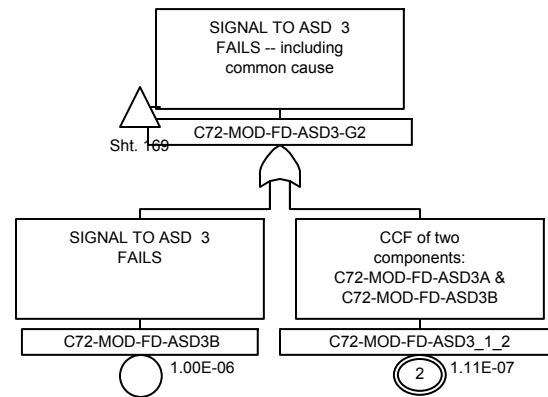 SIGNAL TO ASD 3
FAILS -- including
common cause
Sht. 169
C72-MOD-FD-ASD3-G2
SIGNAL TO ASD 3
FAILS
C72-MOD-FD-ASD3B
1.00E-06
CCF of two
components:
C72-MOD-FD-ASD3A &
C72-MOD-FD-ASD3B
C72-MOD-FD-ASD3_1_2
2
1.11E-07